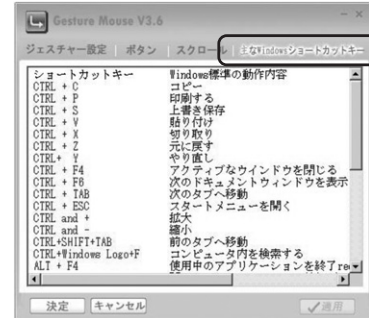 Gesture Mouse V3.6
ジェスチャー設定 ボタン スクロール 主なWindowsショートカットキー
ショートカットキー Windows標準の動作内容
CTRL + C コピー
CTRL + P 印刷する
CTRL + S 上書き保存
CTRL + V 貼り付け
CTRL + X 切り取り
CTRL + Z 元に戻す
CTRL+ Y やり直し
CTRL + F4 アクティブなウインドウを閉じる
CTRL + F6 次のドキュメントウィンドウを表示
CTRL + TAB 次のタブへ移動
CTRL + ESC スタートメニューを開く
CTRL and + 拡大
CTRL and - 縮小
CTRL+SHIFT+TAB 前のタブへ移動
CTRL+Windows Logo+F コンピュータ内を検索する
ALT + F4 使用中のアプリケーションを終了
決定 キャンセル 適用